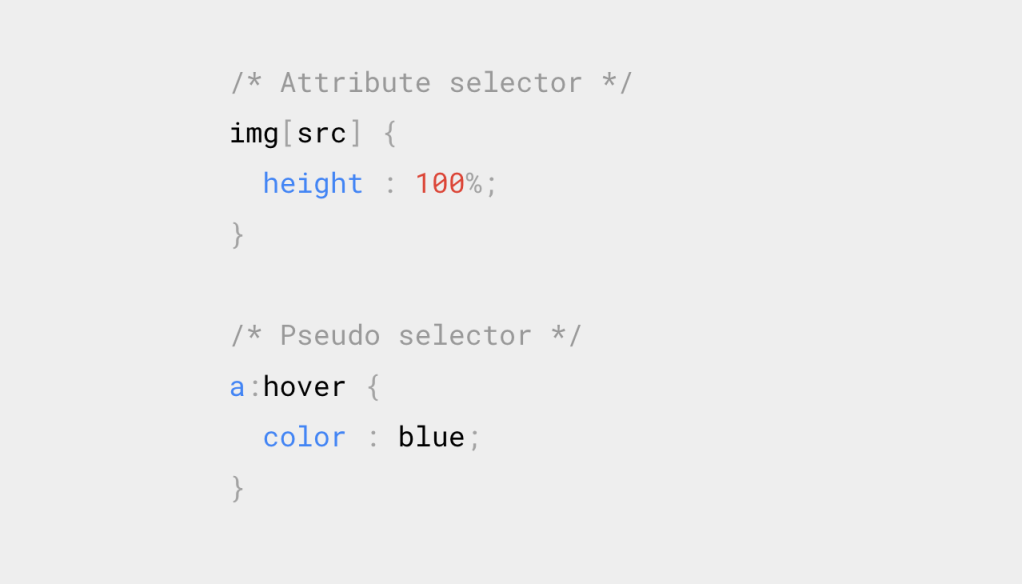 /* Attribute selector */
img[src] {
  height : 100%;
}
/* Pseudo selector */
a:hover {
  color : blue;
}